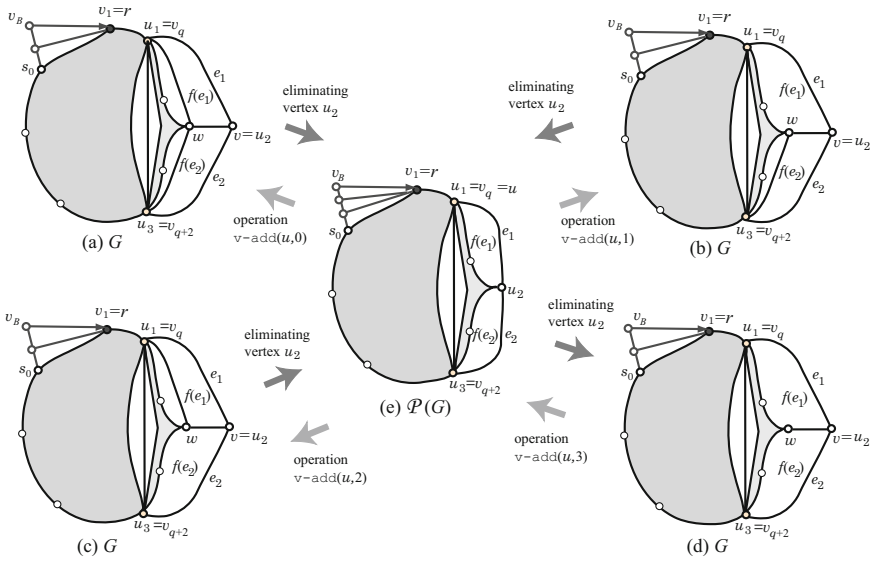 v_B
v_1=r
u_1=v_q
s_0
e_1
f(e_1)
w
v=u_2
f(e_2)
e_2
u_3=v_{q+2}
(a) G
eliminating
vertex u_2
operation
v-add(u,0)
v_B
v_1=r
u_1=v_q
s_0
e_1
f(e_1)
w
v=u_2
f(e_2)
e_2
u_3=v_{q+2}
(b) G
eliminating
vertex u_2
operation
v-add(u,1)
v_B
v_1=r
u_1=v_q=u
s_0
e_1
f(e_1)
u_2
f(e_2)
e_2
u_3=v_{q+2}
(e) 𝒫(G)
v_B
v_1=r
u_1=v_q
s_0
e_1
f(e_1)
w
v=u_2
f(e_2)
e_2
u_3=v_{q+2}
(c) G
eliminating
vertex u_2
operation
v-add(u,2)
v_B
v_1=r
u_1=v_q
s_0
e_1
f(e_1)
w
v=u_2
f(e_2)
e_2
u_3=v_{q+2}
(d) G
eliminating
vertex u_2
operation
v-add(u,3)